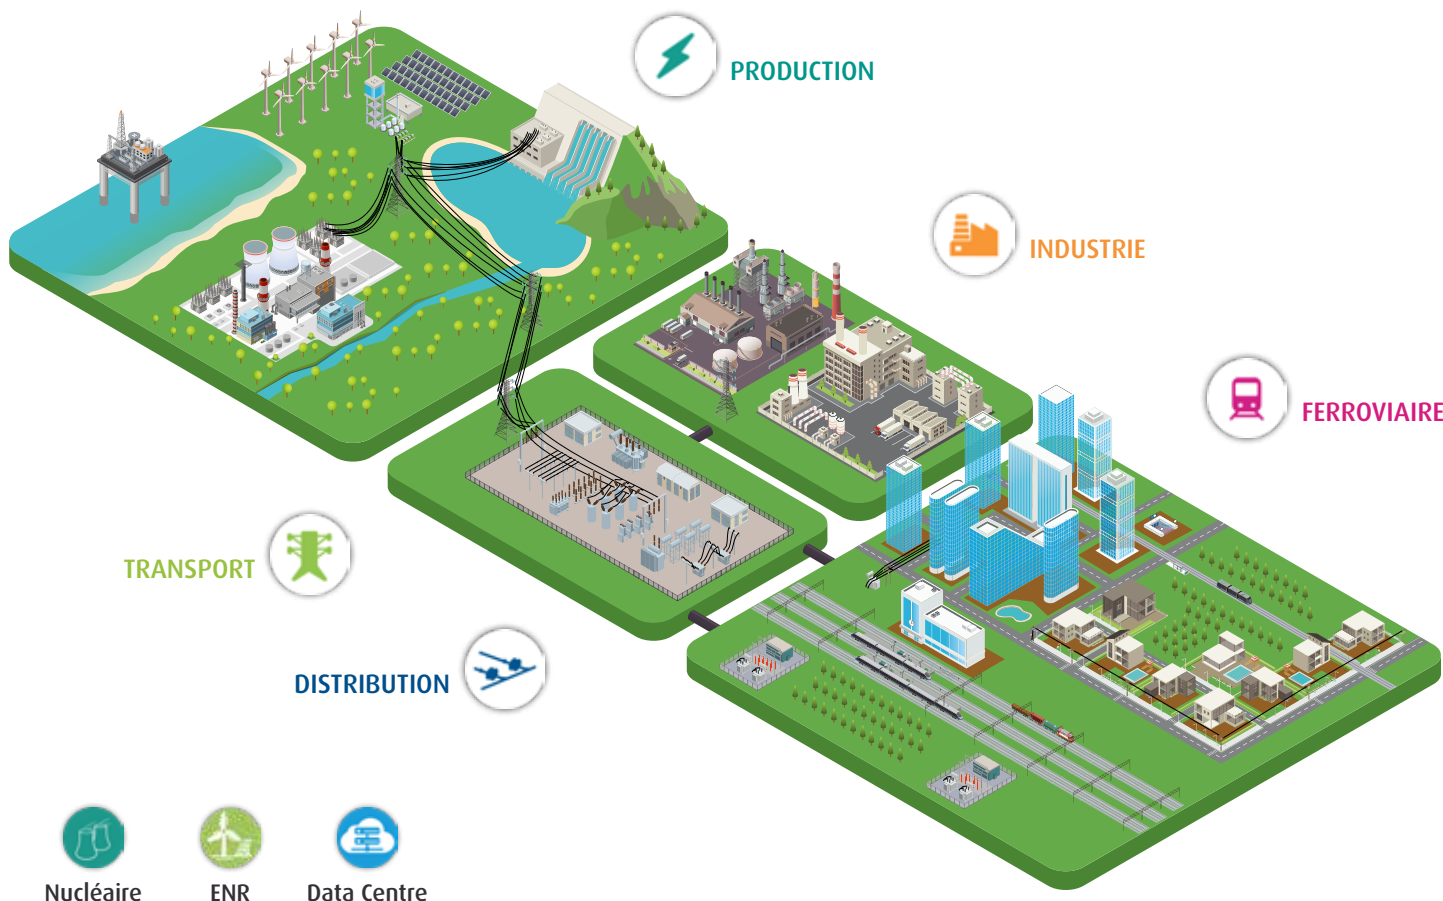 PRODUCTION
INDUSTRIE
FERROVIAIRE
TRANSPORT
DISTRIBUTION
Nucléaire
ENR
Data Centre